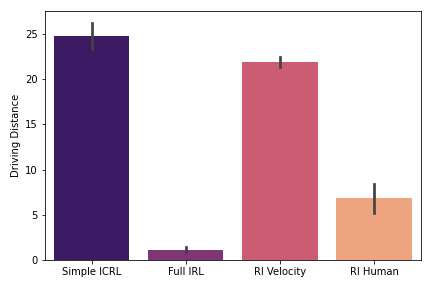 Driving Distance
25
20
15
10
5
0
Simple ICRL
Full IRL
RI Velocity
RI Human